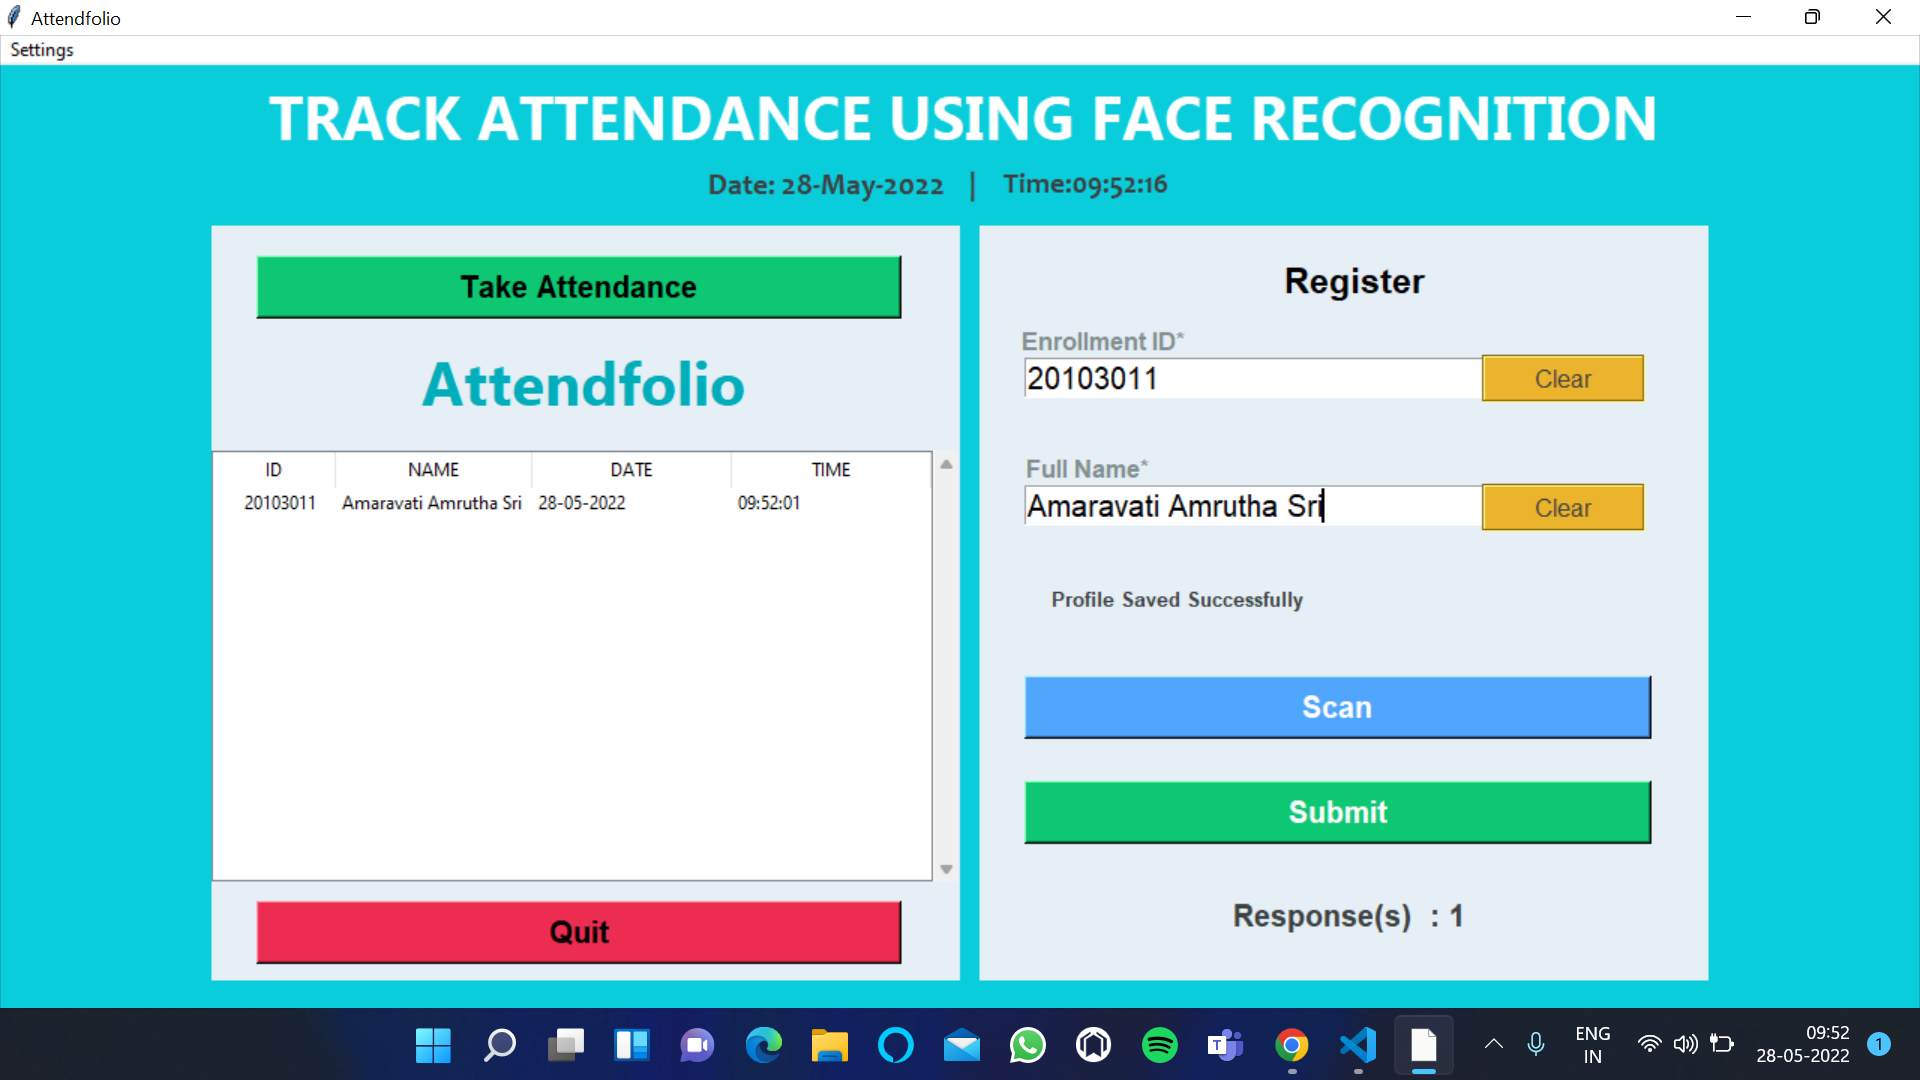 Attendfolio
Settings
TRACK ATTENDANCE USING FACE RECOGNITION
Date: 28-May-2022 | Time:09:52:16
Take Attendance
Attendfolio
ID NAME DATE TIME
20103011 Amaravati Amrutha Sri 28-05-2022 09:52:01
Quit
Register
Enrollment ID*
20103011 Clear
Full Name*
Amaravati Amrutha Sri Clear
Profile Saved Successfully
Scan
Submit
Response(s) : 1
T
ENG
IN
09:52
28-05-2022
1